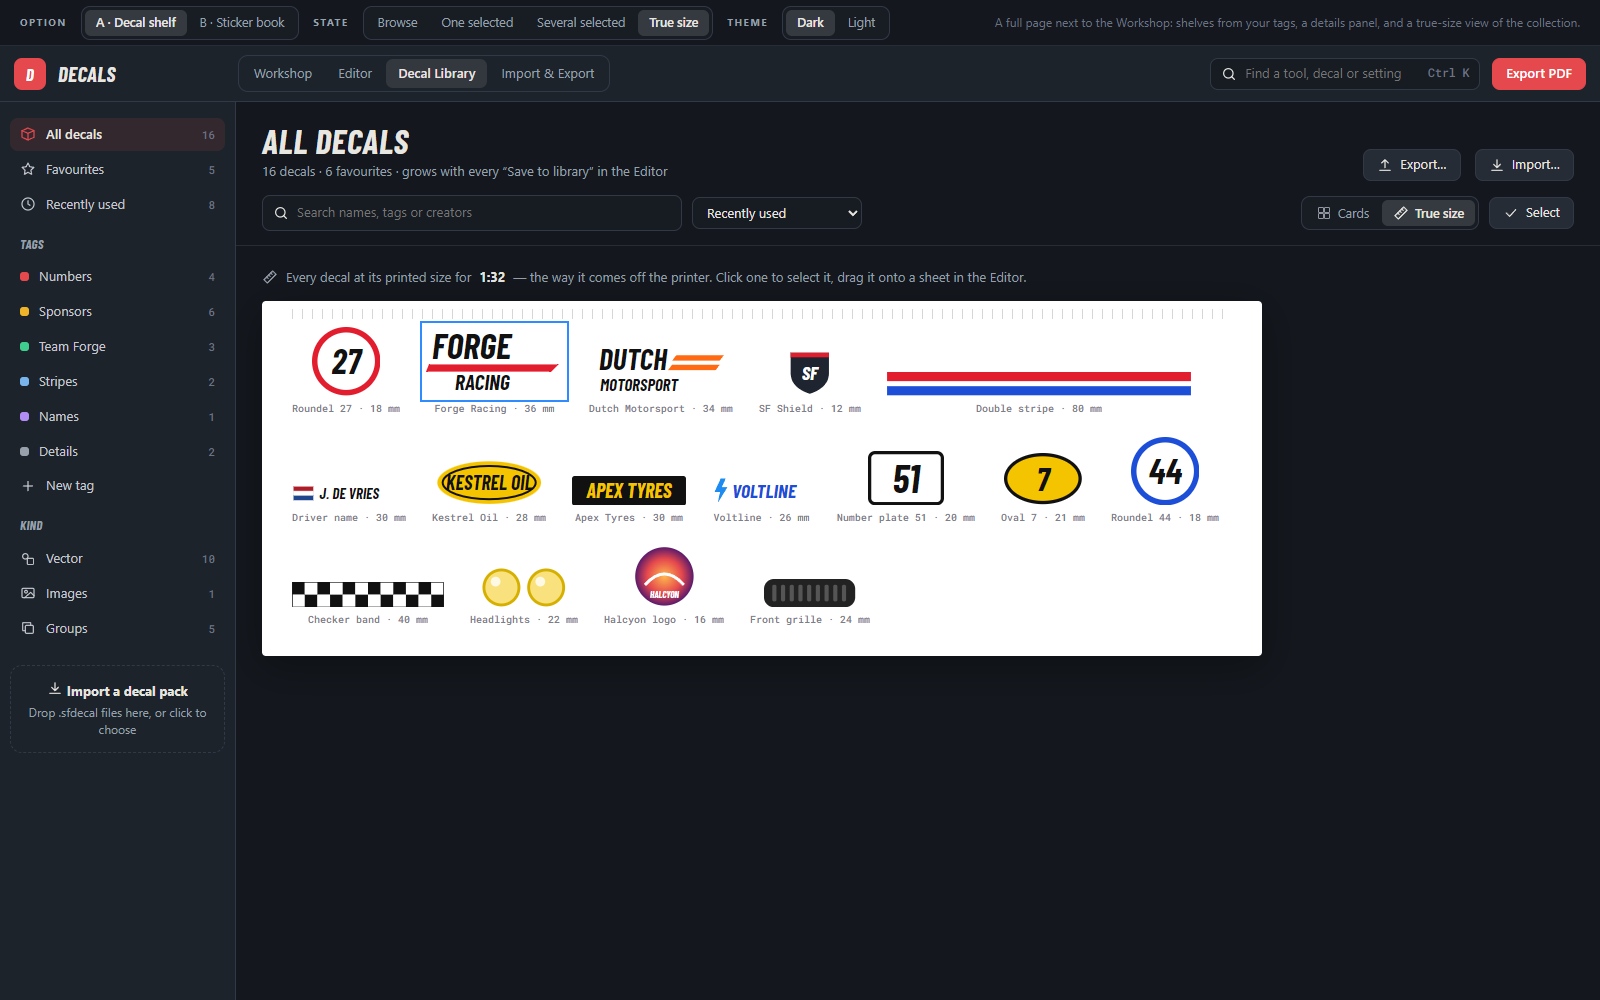 OPTION A · Decal shelf B · Sticker book STATE Browse One selected Several selected True size THEME Dark Light A full page next to the Workshop: shelves from your tags, a details panel, and a true-size view of the collection.
D DECALS Workshop Editor Decal Library Import & Export Find a tool, decal or setting Ctrl K Export PDF
All decals 16
Favourites 5
Recently used 8
TAGS
Numbers 4
Sponsors 6
Team Forge 3
Stripes 2
Names 1
Details 2
New tag
KIND
Vector 10
Images 1
Groups 5
Import a decal pack
Drop .sfdecal files here, or click to
choose
ALL DECALS
16 decals · 6 favourites · grows with every “Save to library” in the Editor
Export... Import...
Search names, tags or creators Recently used Cards True size Select
Every decal at its printed size for 1:32 — the way it comes off the printer. Click one to select it, drag it onto a sheet in the Editor.
27
FORGE
RACING
DUTCH
MOTORSPORT
SF
Roundel 27 · 18 mm Forge Racing · 36 mm Dutch Motorsport · 34 mm SF Shield · 12 mm Double stripe · 80 mm
J. DE VRIES KESTREL OIL APEX TYRES VOLTLINE 51 7 44
Driver name · 30 mm Kestrel Oil · 28 mm Apex Tyres · 30 mm Voltline · 26 mm Number plate 51 · 20 mm Oval 7 · 21 mm Roundel 44 · 18 mm
HALCYON
Checker band · 40 mm Headlights · 22 mm Halcyon logo · 16 mm Front grille · 24 mm